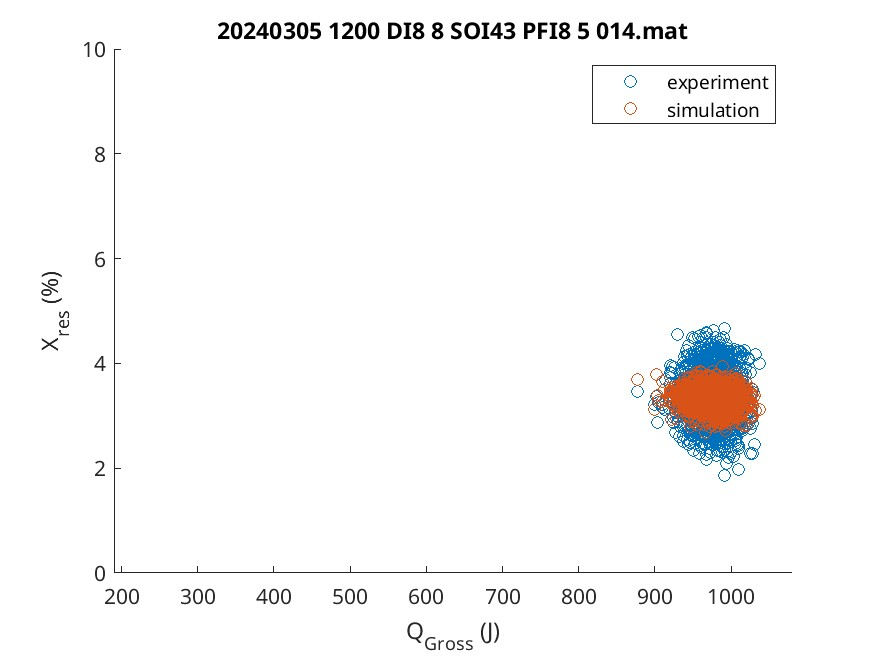 20240305 1200 DI8 8 SOI43 PFI8 5 014.mat
experiment
simulation
X_res (%)
10
8
6
4
2
0
200 300 400 500 600 700 800 900 1000
Q_Gross (J)